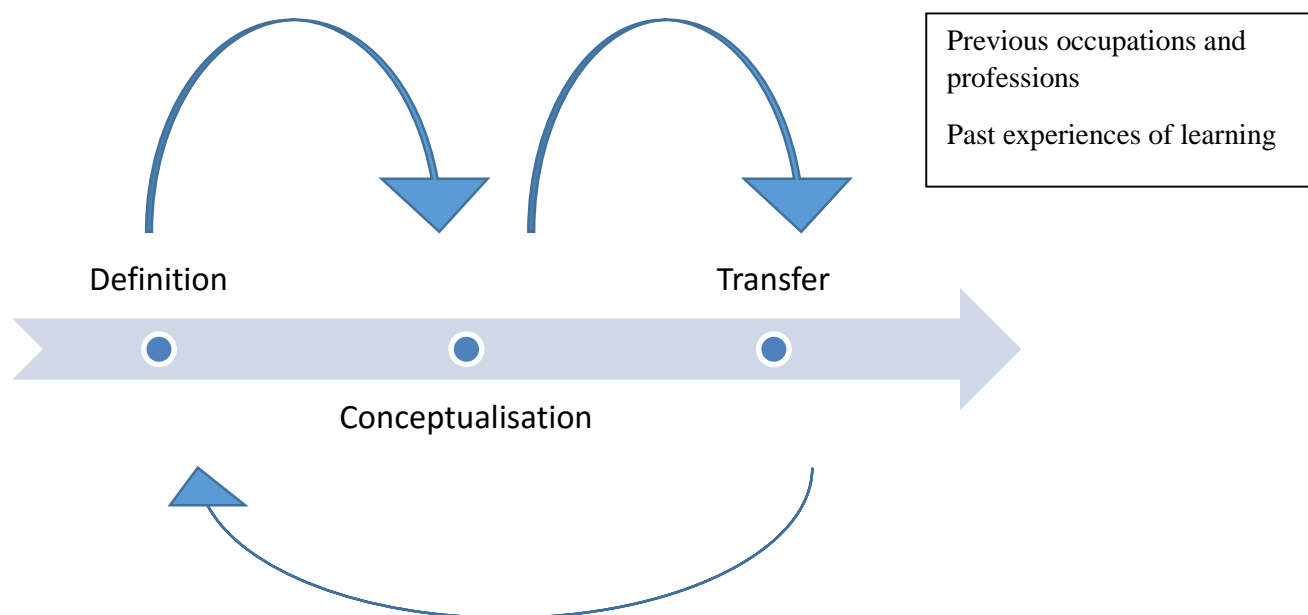 Previous occupations and
professions
Past experiences of learning
Definition
Transfer
Conceptualisation